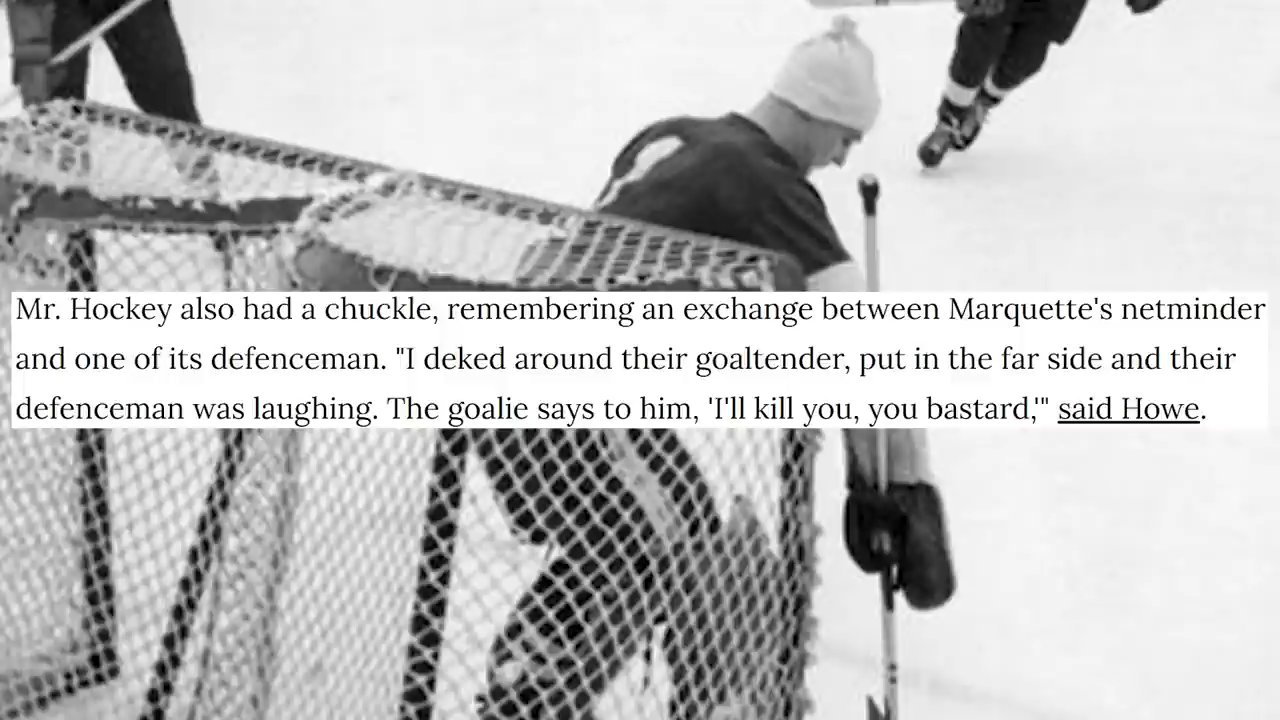 Mr. Hockey also had a chuckle, remembering an exchange between Marquette's netminder
and one of its defenceman. "I deked around their goaltender, put in the far side and their
defenceman was laughing. The goalie says to him, 'I'll kill you, you bastard,'" said Howe.